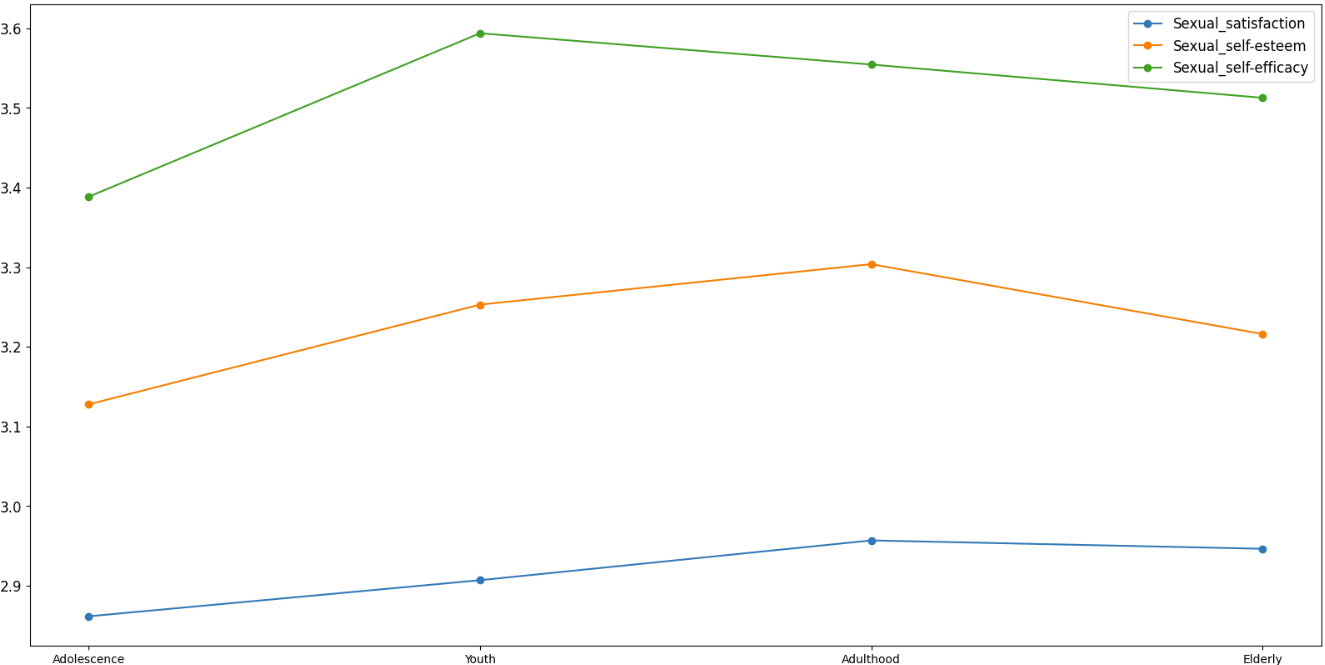 3.6
3.5
3.4
3.3
3.2
3.1
3.0
2.9
Sexual_satisfaction
Sexual_self-esteem
Sexual_self-efficacy
Adolescence Youth Adulthood Elderly